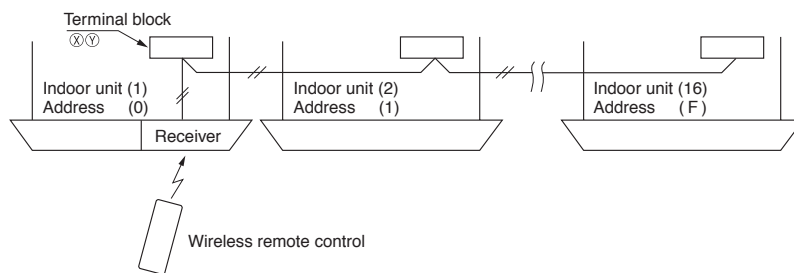 Terminal block
ⓍⓎ
Indoor unit (1)
Address (0)
Indoor unit (2)
Address (1)
Indoor unit (16)
Address (F)
Receiver
Wireless remote control